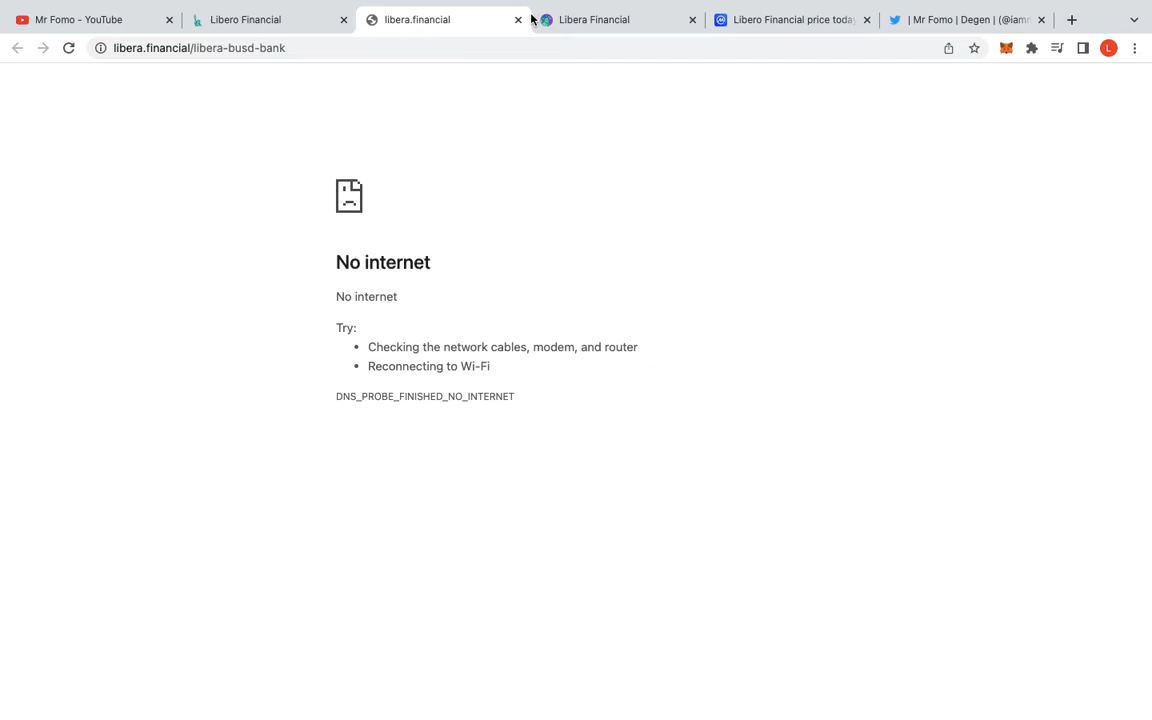 Mr Fomo - YouTube
Libero Financial
libera.financial
Libera Financial
Libero Financial price today
| Mr Fomo | Degen | (@iamr
libera.financial/libera-busd-bank
L
No internet
No internet
Try:
• Checking the network cables, modem, and router
• Reconnecting to Wi-Fi
DNS_PROBE_FINISHED_NO_INTERNET